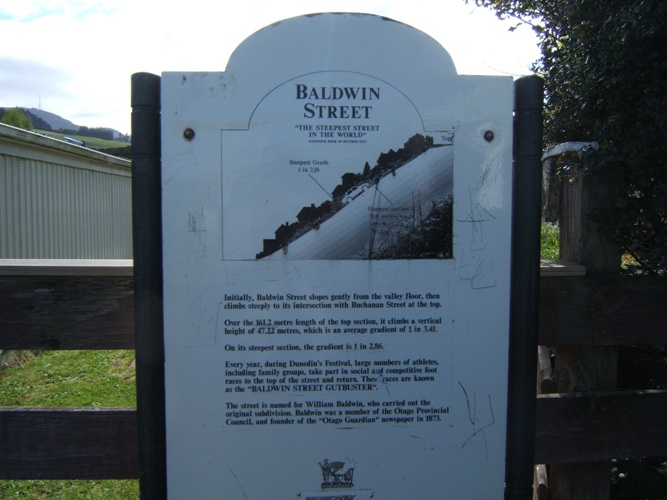 BALDWIN
STREET
"THE STEEPEST STREET
IN THE WORLD"
Top
Steepest Grade
1 in 2.86
Initially, Baldwin Street slopes gently from the valley floor, then
climbs steeply to its intersection with Buchanan Street at the top.
Over the 161.2 metre length of the top section, it climbs a vertical
height of 47.22 metres, which is an average gradient of 1 in 3.41.
On its steepest section, the gradient is 1 in 2.86.
Every year, during Dunedin's Festival, large numbers of athletes,
including family groups, take part in social and competitive foot
races to the top of the street and return. These races are known
as the "BALDWIN STREET GUTBUSTER".
The street is named for William Baldwin, who carried out the
original subdivision. Baldwin was a member of the Otago Provincial
Council, and founder of the "Otago Guardian" newspaper in 1873.